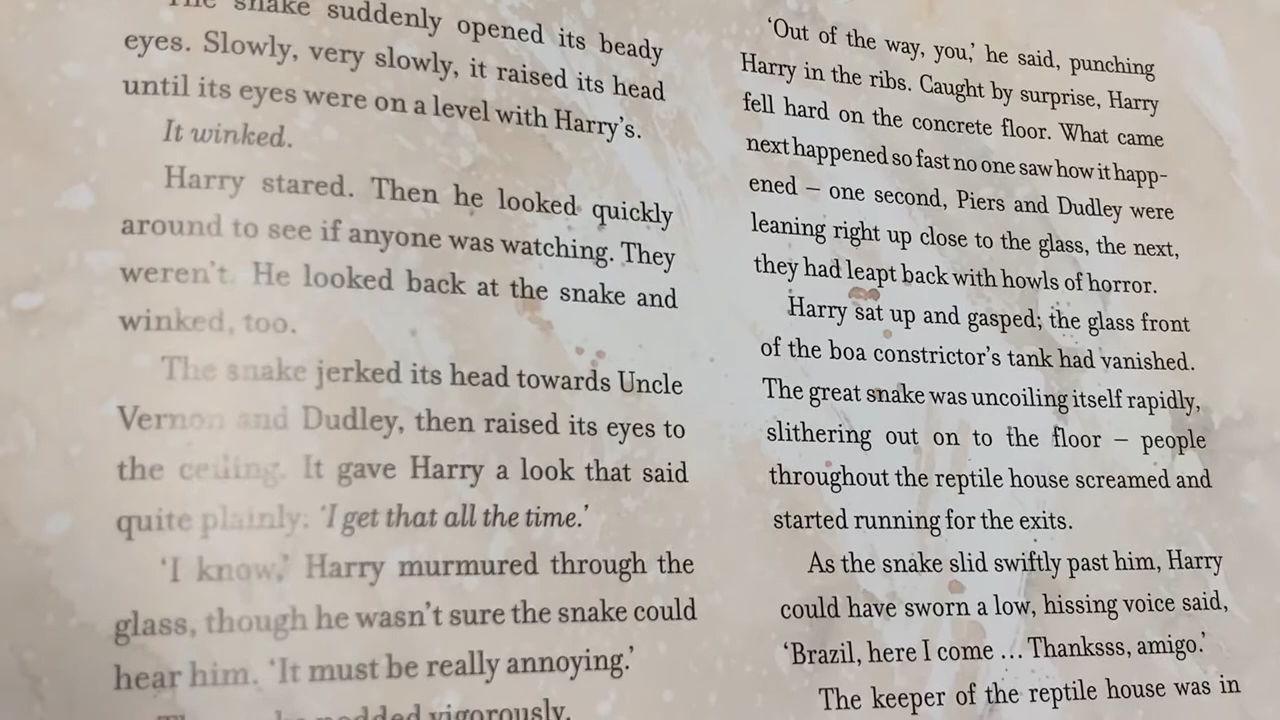 The snake suddenly opened its beady
eyes. Slowly, very slowly, it raised its head
until its eyes were on a level with Harry’s.
It winked.
Harry stared. Then he looked quickly
around to see if anyone was watching. They
weren’t. He looked back at the snake and
winked, too.
The snake jerked its head towards Uncle
Vernon and Dudley, then raised its eyes to
the ceiling. It gave Harry a look that said
quite plainly: ‘I get that all the time.’
‘I know,’ Harry murmured through the
glass, though he wasn’t sure the snake could
hear him. ‘It must be really annoying.’
nodded vigorously.
‘Out of the way, you,’ he said, punching
Harry in the ribs. Caught by surprise, Harry
fell hard on the concrete floor. What came
next happened so fast no one saw how it happ-
ened – one second, Piers and Dudley were
leaning right up close to the glass, the next,
they had leapt back with howls of horror.
Harry sat up and gasped; the glass front
of the boa constrictor’s tank had vanished.
The great snake was uncoiling itself rapidly,
slithering out on to the floor – people
throughout the reptile house screamed and
started running for the exits.
As the snake slid swiftly past him, Harry
could have sworn a low, hissing voice said,
‘Brazil, here I come ... Thanksss, amigo.’
The keeper of the reptile house was in